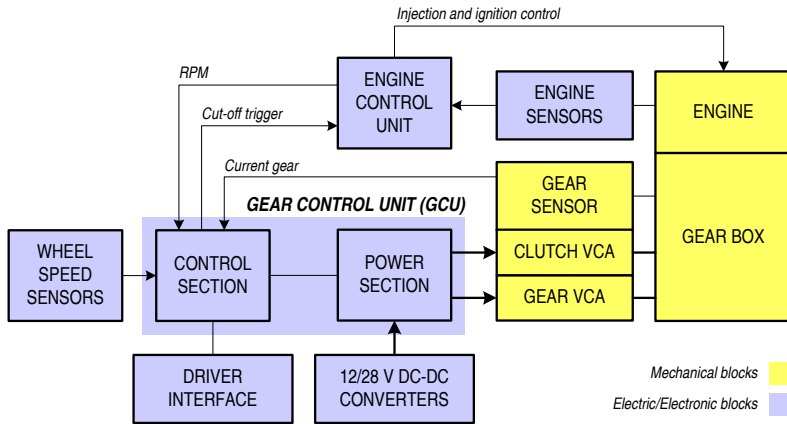 Injection and ignition control
RPM
ENGINE
CONTROL
UNIT
ENGINE
SENSORS
ENGINE
Cut-off trigger
Current gear
GEAR
SENSOR
GEAR CONTROL UNIT (GCU)
GEAR BOX
WHEEL
SPEED
SENSORS
CONTROL
SECTION
POWER
SECTION
CLUTCH VCA
GEAR VCA
DRIVER
INTERFACE
12/28 V DC-DC
CONVERTERS
Mechanical blocks
Electric/Electronic blocks